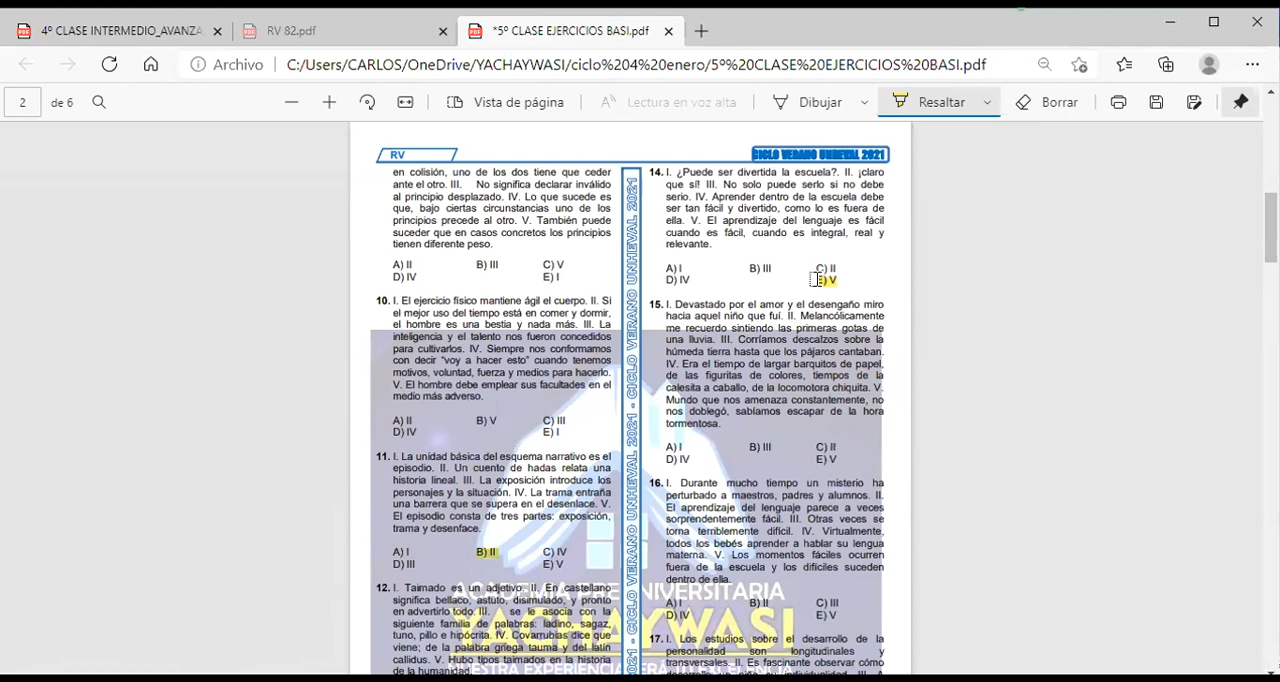 4º CLASE INTERMEDIO_AVANZA
RV 82.pdf
*5º CLASE EJERCICIOS BASI.pdf
Archivo
C:/Users/CARLOS/OneDrive/YACHAYWASI/ciclo%204%20enero/5º%20CLASE%20EJERCICIOS%20BASI.pdf
2 de 6
Vista de página
Lectura en voz alta
Dibujar
Resaltar
Borrar
RV
CICLO VERANO UNHEVAL 2021
en colisión, uno de los dos tiene que ceder
ante el otro. III. No significa declarar inválido
al principio desplazado. IV. Lo que sucede es
que, bajo ciertas circunstancias uno de los
principios precede al otro. V. También puede
suceder que en casos concretos los principios
tienen diferente peso.
A) II B) III C) V
D) IV E) I
10. I. El ejercicio físico mantiene ágil el cuerpo. II. Si
el mejor uso del tiempo está en comer y dormir,
el hombre es una bestia y nada más. III. La
inteligencia y el talento nos fueron concedidos
para cultivarlos. IV. Siempre nos conformamos
con decir “voy a hacer esto” cuando tenemos
motivos, voluntad, fuerza y medios para hacerlo.
V. El hombre debe emplear sus facultades en el
medio más adverso.
A) II B) V C) III
D) IV E) I
11. I. La unidad básica del esquema narrativo es el
episodio. II. Un cuento de hadas relata una
historia lineal. III. La exposición introduce los
personajes y la situación. IV. La trama entraña
una barrera que se supera en el desenlace. V.
El episodio consta de tres partes: exposición,
trama y desenface.
A) I B) II C) IV
D) III E) V
12. I. Taimado es un adjetivo. II. En castellano
significa bellaco, astuto, disimulado, y pronto
en advertirlo todo. III. se le asocia con la
siguiente familia de palabras: ladino, sagaz,
tuno, pillo e hipócrita. IV. Covarrubias dice que
viene; de la palabra griega tauma y del latín
callidus. V. Hubo tipos taimados en la historia
de la humanidad.
CICLO VERANO UNHEVAL 2021 - CICLO VERANO UNHEVAL 2021
14. I. ¿Puede ser divertida la escuela?. II. ¡claro
que sí! III. No solo puede serlo si no debe
serio. IV. Aprender dentro de la escuela debe
ser tan fácil y divertido, como lo es fuera de
ella. V. El aprendizaje del lenguaje es fácil
cuando es fácil, cuando es integral, real y
relevante.
A) I B) III C) II
D) IV E) V
15. I. Devastado por el amor y el desengaño miro
hacia aquel niño que fuí. II. Melancólicamente
me recuerdo sintiendo las primeras gotas de
una lluvia. III. Corríamos descalzos sobre la
húmeda tierra hasta que los pájaros cantaban.
IV. Era el tiempo de largar barquitos de papel,
de las figuritas de colores, tiempos de la
calesita a caballo, de la locomotora chiquita. V.
Mundo que nos amenaza constantemente, no
nos doblegó, sabíamos escapar de la hora
tormentosa.
A) I B) III C) II
D) IV E) V
16. I. Durante mucho tiempo un misterio ha
perturbado a maestros, padres y alumnos. II.
El aprendizaje del lenguaje parece a veces
sorprendentemente fácil. III. Otras veces se
torna terriblemente difícil. IV. Virtualmente,
todos los bebés aprender a hablar su lengua
materna. V. Los momentos fáciles ocurren
fuera de la escuela y los difíciles suceden
dentro de ella.
A) I B) II C) III
D) IV E) V
17. I. Los estudios sobre el desarrollo de la
personalidad son longitudinales y
transversales. II. Es fascinante observar cómo
ACADEMIA PRE UNIVERSITARIA
YACHAYWASI